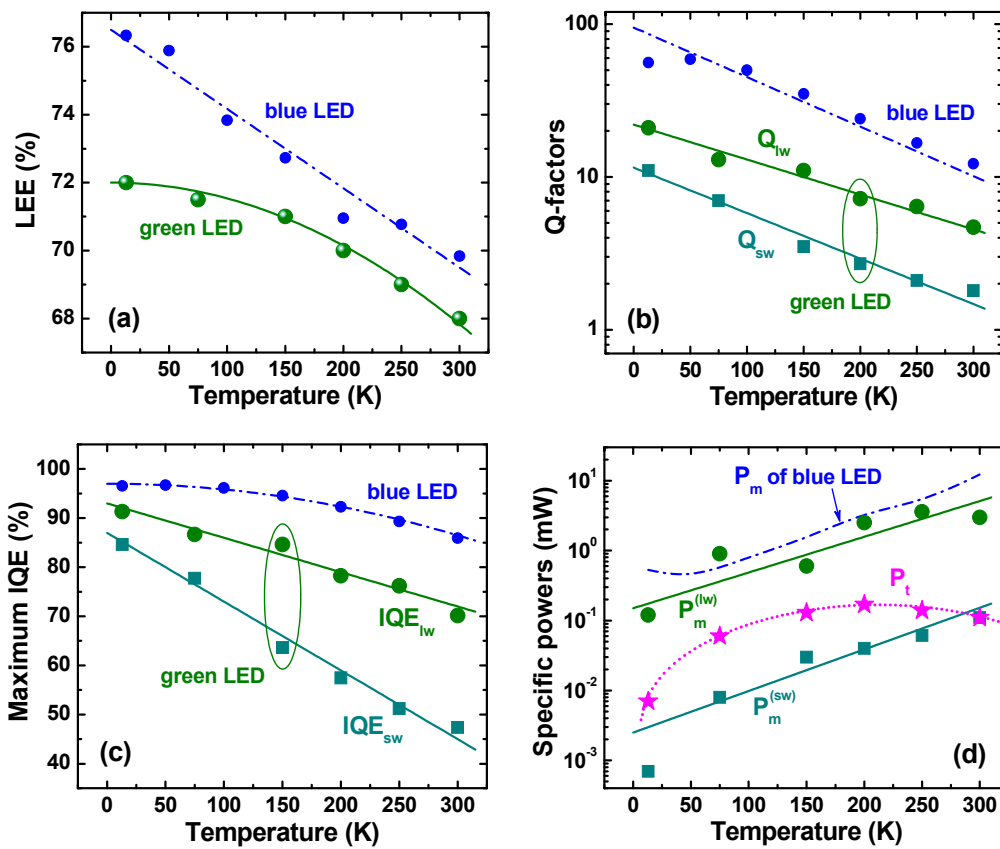 LEE (%)
76
74
72
70
68
blue LED
green LED
(a)
0 50 100 150 200 250 300
Temperature (K)
Q-factors
100
10
1
blue LED
Q_lw
Q_sw
green LED
(b)
0 50 100 150 200 250 300
Temperature (K)
Maximum IQE (%)
100
90
80
70
60
50
40
blue LED
IQE_lw
green LED
IQE_sw
(c)
0 50 100 150 200 250 300
Temperature (K)
Specific powers (mW)
10^1
10^0
10^-1
10^-2
10^-3
P_m of blue LED
P_m^(lw)
P_t
P_m^(sw)
(d)
0 50 100 150 200 250 300
Temperature (K)